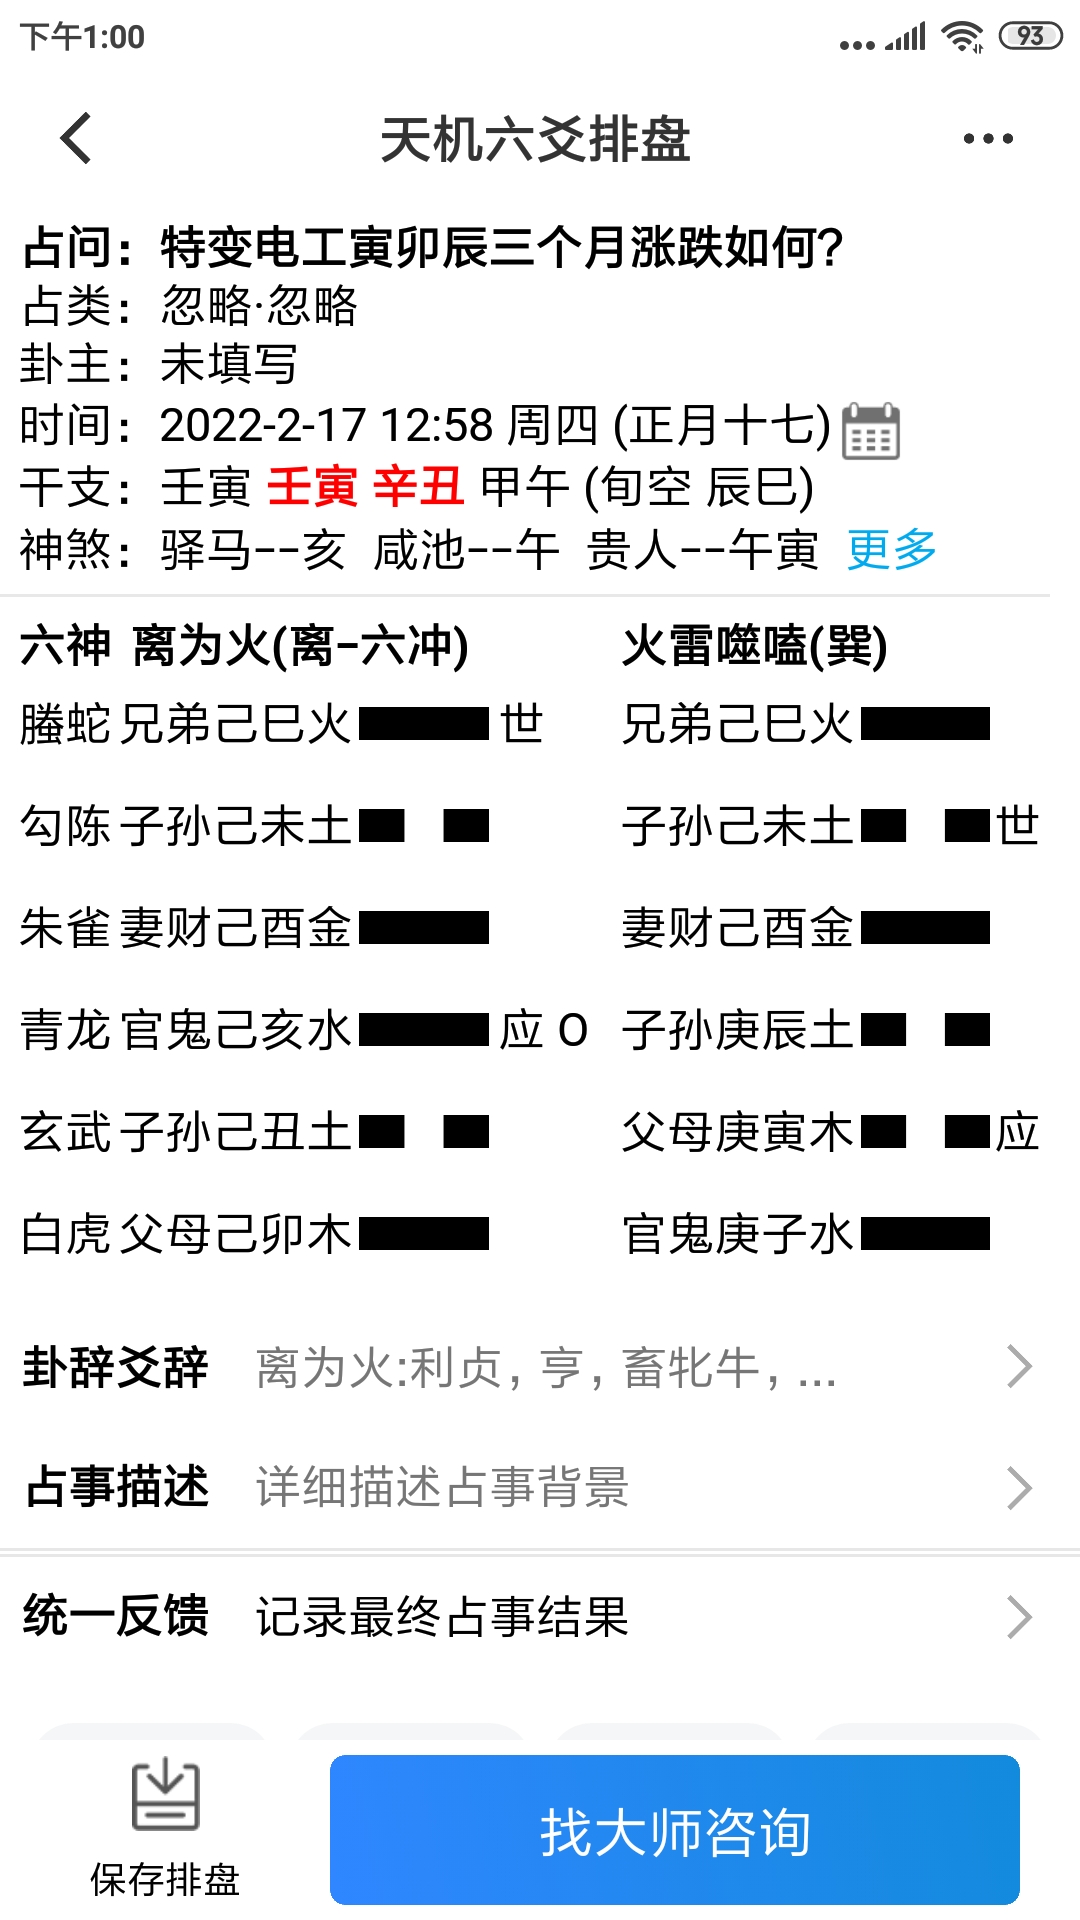 下午1:00
93
天机六爻排盘
占问：特变电工寅卯辰三个月涨跌如何?
占类：忽略·忽略
卦主：未填写
时间：2022-2-17 12:58 周四 (正月十七)
干支：壬寅 壬寅 辛丑 甲午 (旬空 辰巳)
神煞：驿马--亥 咸池--午 贵人--午寅 更多
六神 离为火(离-六冲) 火雷噬嗑(巽)
螣蛇 兄弟己巳火 世 兄弟己巳火
勾陈 子孙己未土 子孙己未土 世
朱雀 妻财己酉金 妻财己酉金
青龙 官鬼己亥水 应 O 子孙庚辰土
玄武 子孙己丑土 父母庚寅木 应
白虎 父母己卯木 官鬼庚子水
卦辞爻辞 离为火:利贞，亨，畜牝牛，...
占事描述 详细描述占事背景
统一反馈 记录最终占事结果
找大师咨询
保存排盘